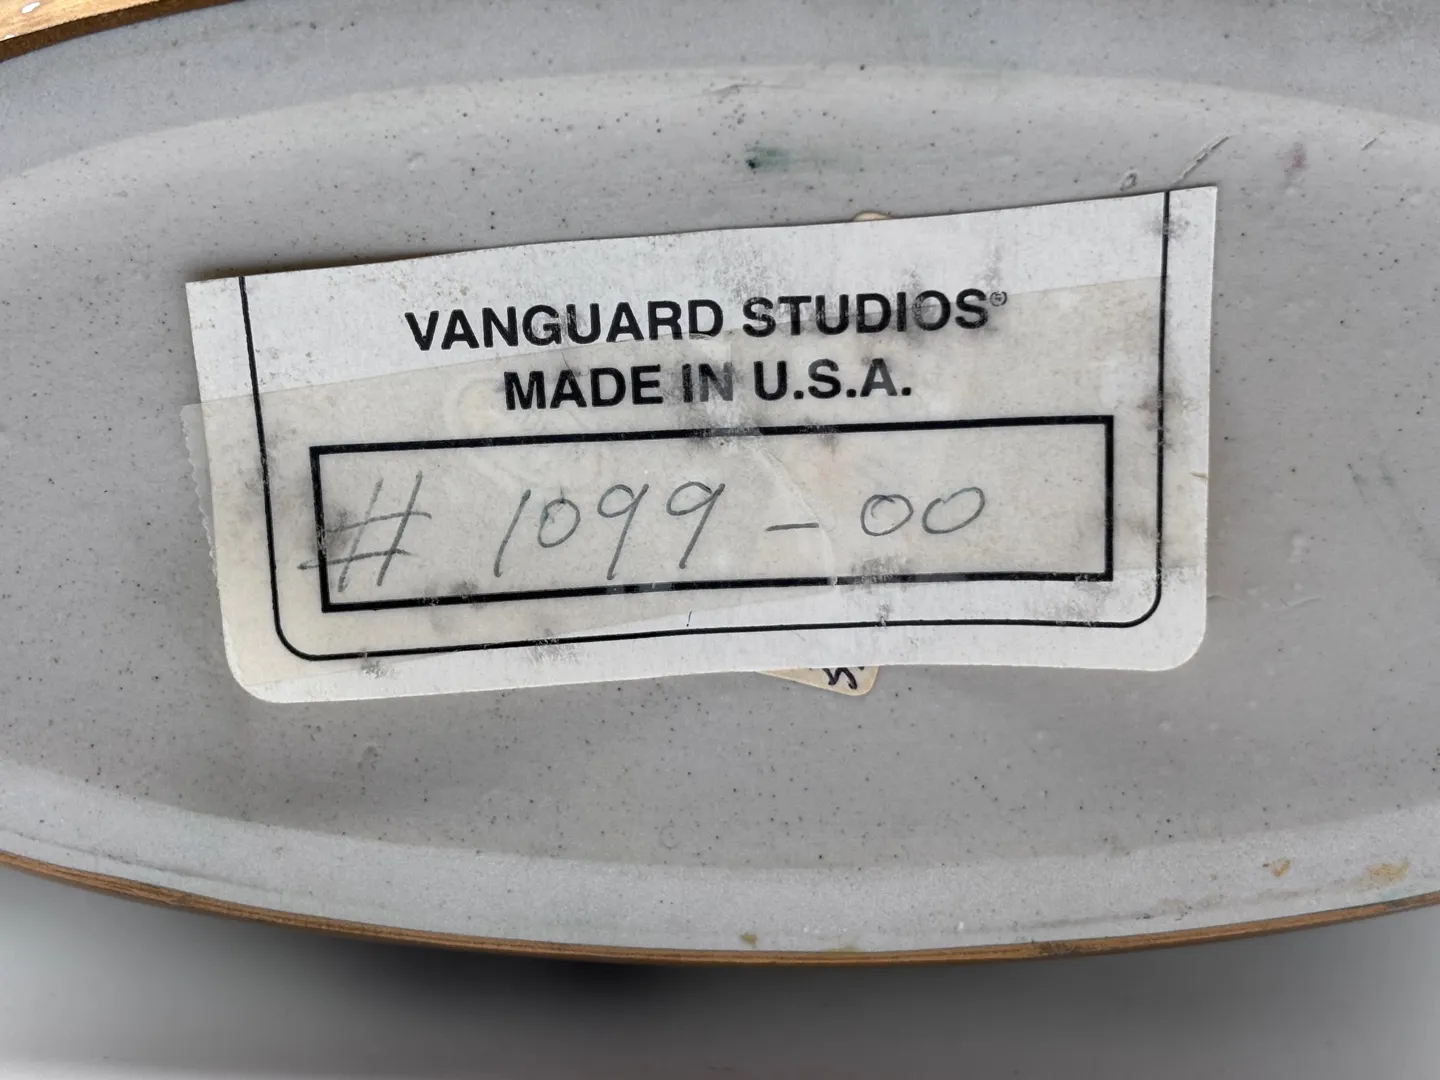 VANGUARD STUDIOS®
MADE IN U.S.A.
# 1099-00